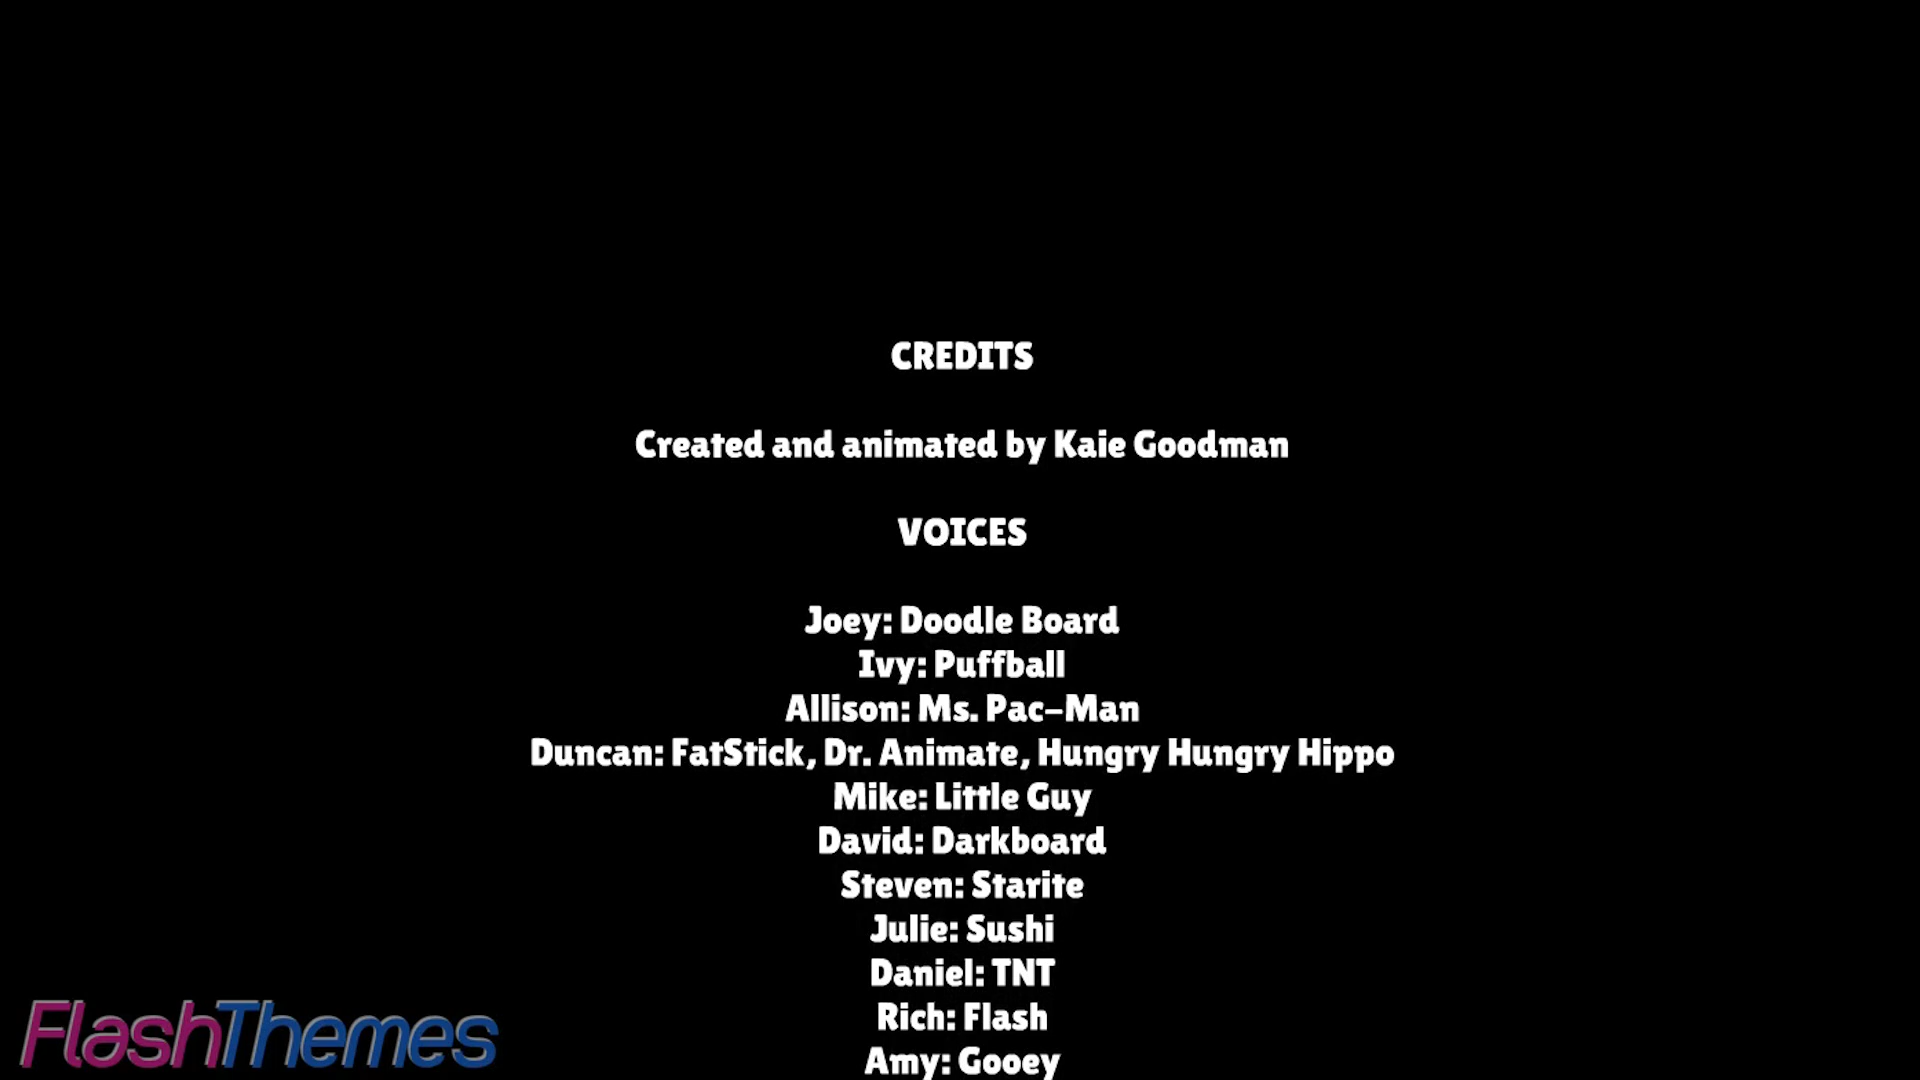 CREDITS
Created and animated by Kaie Goodman
VOICES
Joey: Doodle Board
Ivy: Puffball
Allison: Ms. Pac-Man
Duncan: FatStick, Dr. Animate, Hungry Hungry Hippo
Mike: Little Guy
David: Darkboard
Steven: Starite
Julie: Sushi
Daniel: TNT
Rich: Flash
Amy: Gooey
FlashThemes